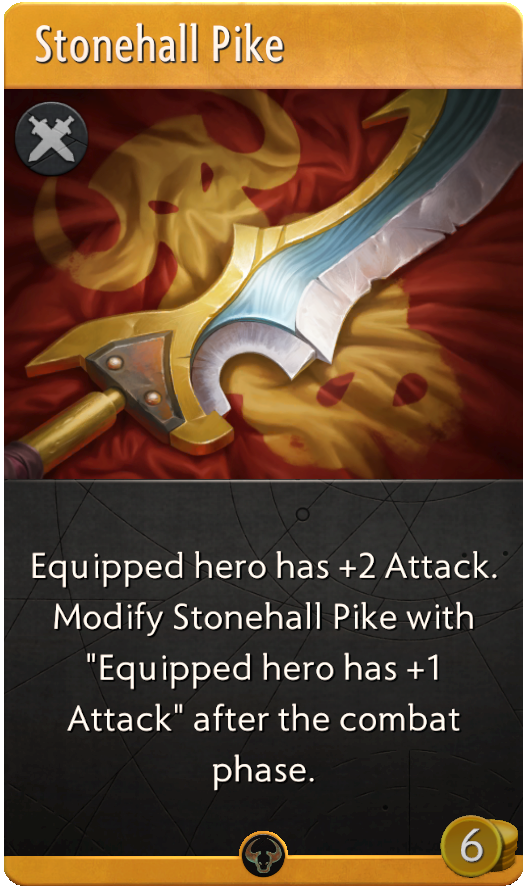 Stonehall Pike
Equipped hero has +2 Attack.
Modify Stonehall Pike with
"Equipped hero has +1
Attack" after the combat
phase.
6